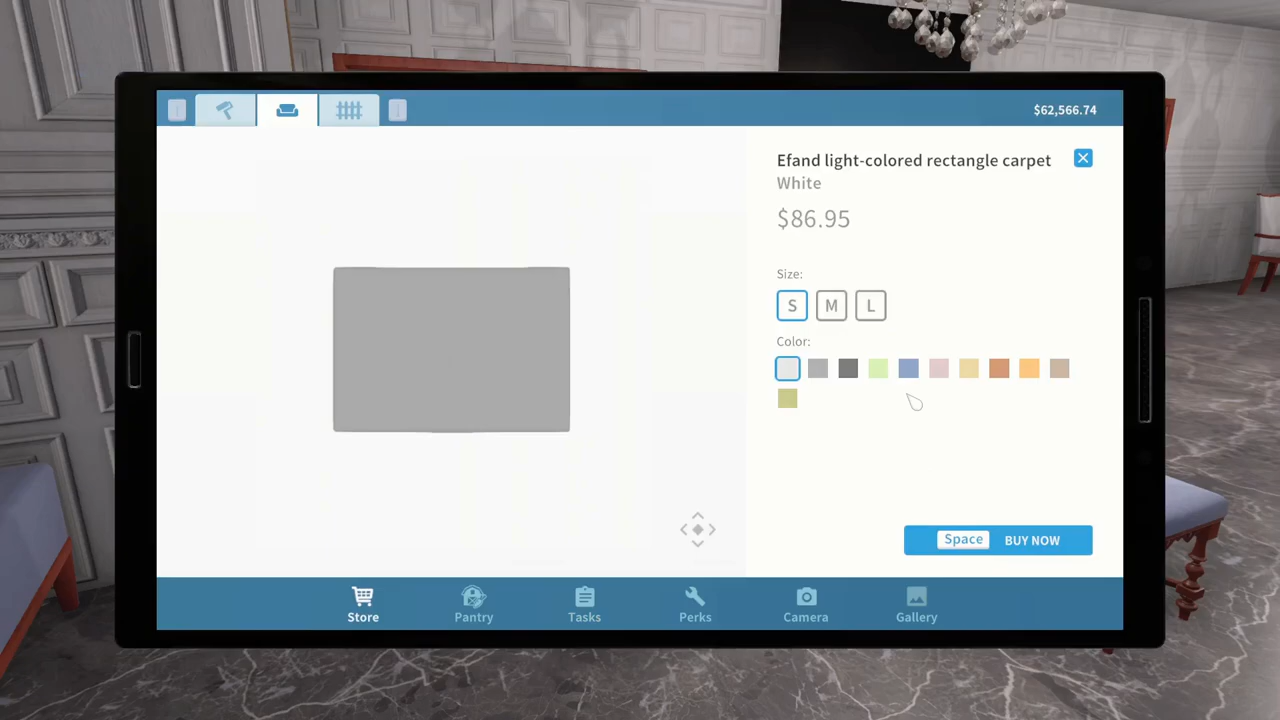 $62,566.74
Efand light-colored rectangle carpet
White
$86.95
Size:
S M L
Color:
Space BUY NOW
Store Pantry Tasks Perks Camera Gallery